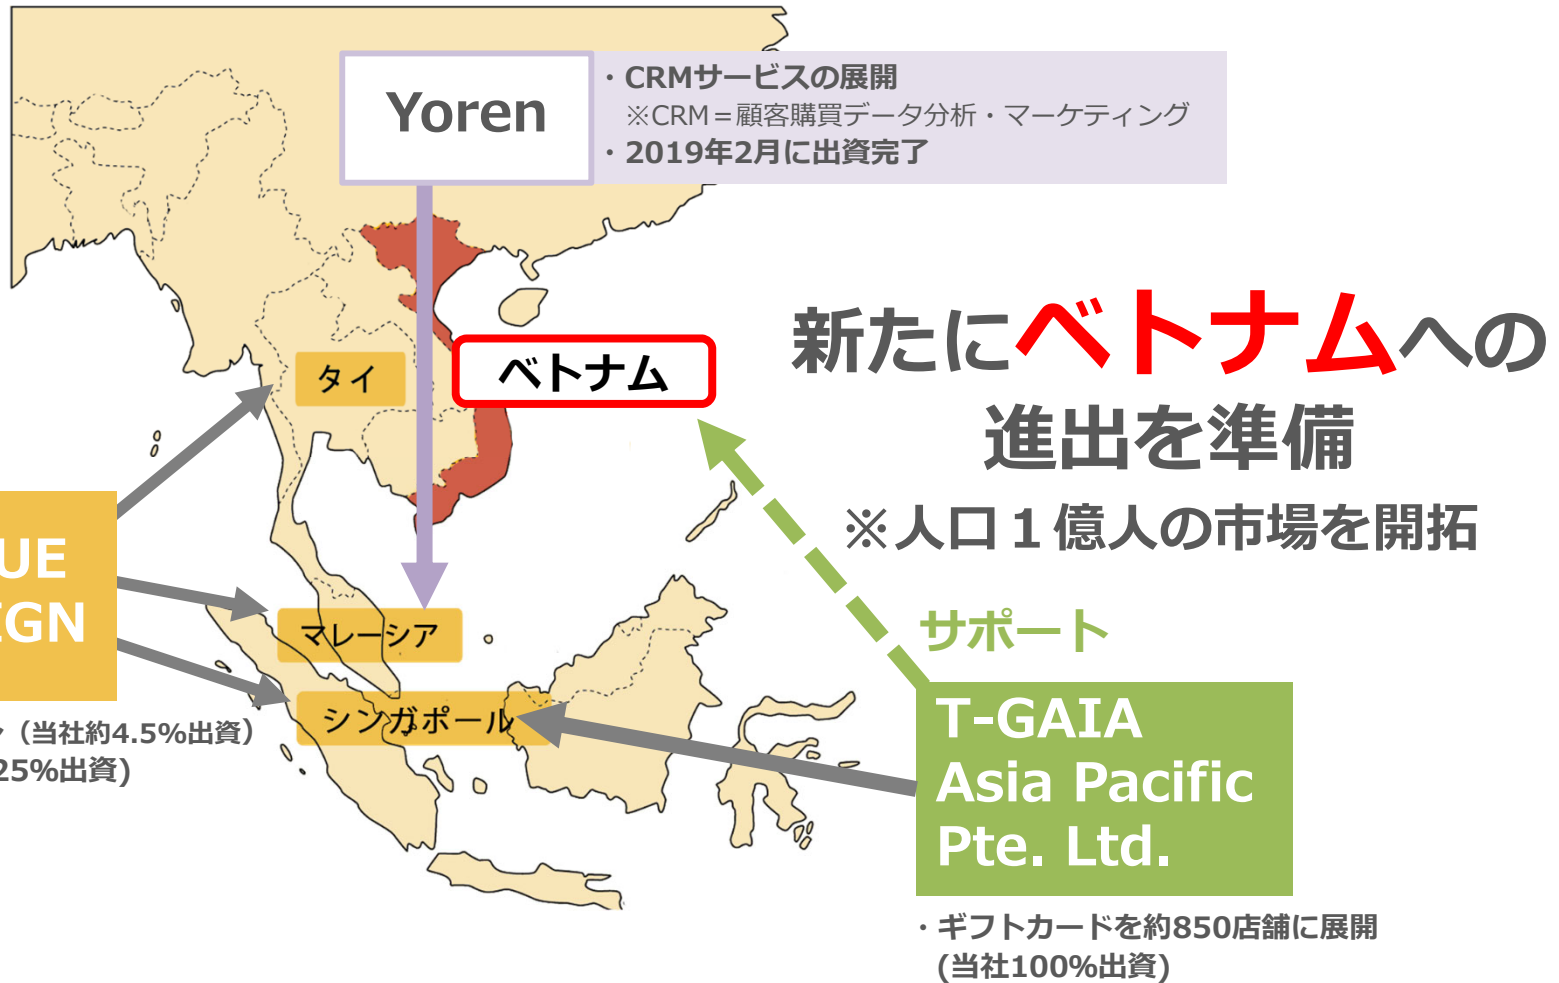 Yoren
・CRMサービスの展開
※CRM＝顧客購買データ分析・マーケティング
・2019年2月に出資完了
新たにベトナムへの
進出を準備
※人口１億人の市場を開拓
ベトナム
タイ
マレーシア
シンガポール
UE
IGN
（当社約4.5%出資）
25%出資)
サポート
T-GAIA
Asia Pacific
Pte. Ltd.
・ギフトカードを約850店舗に展開
(当社100%出資)